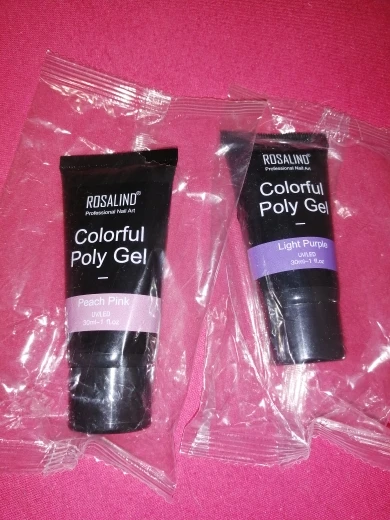 ROSALIND®
Professional Nail Art
Colorful
Poly Gel
Peach Pink
UV/LED
30ml~1 fl.oz
ROSALIND®
Professional Nail Art
Colorful
Poly Gel
Light Purple
UV/LED
30ml~1 fl.oz